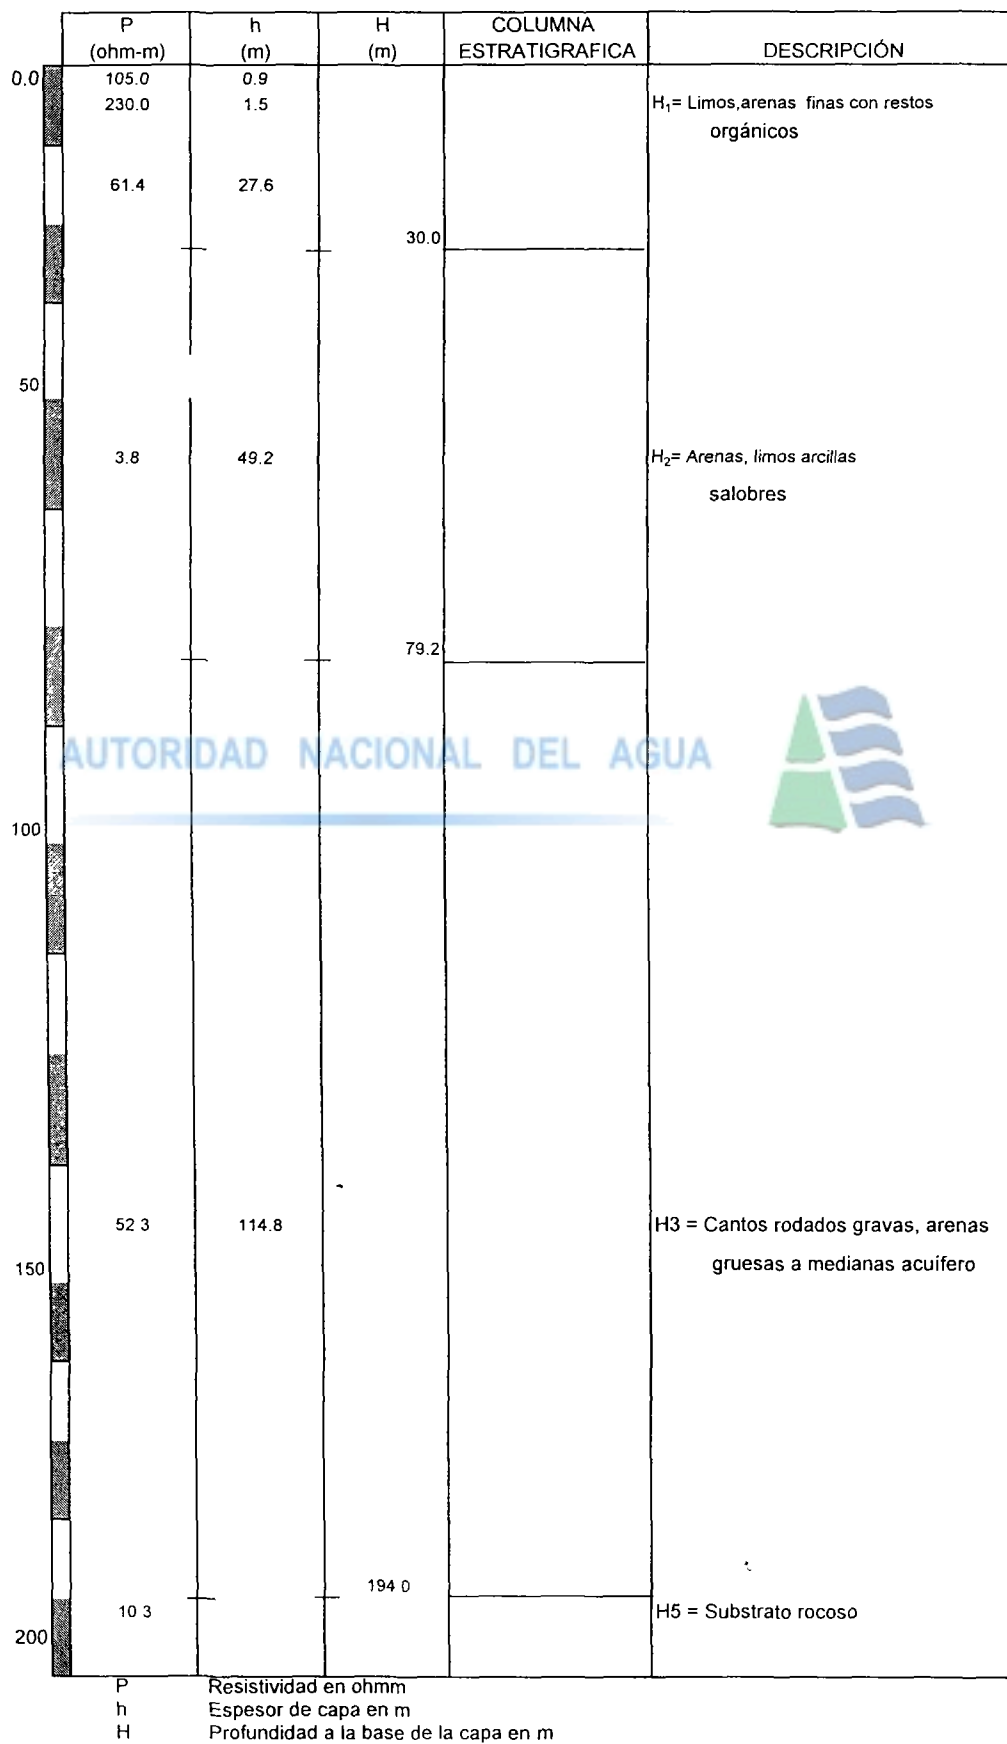 P h H COLUMNA
(ohm-m) (m) (m) ESTRATIGRAFICA DESCRIPCIÓN
0.0 105.0 0.9
230.0 1.5 H₁= Limos,arenas finas con restos
orgánicos
61.4 27.6
30.0
50
3.8 49.2 H₂= Arenas, limos arcillas
salobres
79.2
AUTORIDAD NACIONAL DEL AGUA
100
52 3 114.8 H3 = Cantos rodados gravas, arenas
gruesas a medianas acuífero
150
194 0
10 3 H5 = Substrato rocoso
200
P Resistividad en ohmm
h Espesor de capa en m
H Profundidad a la base de la capa en m